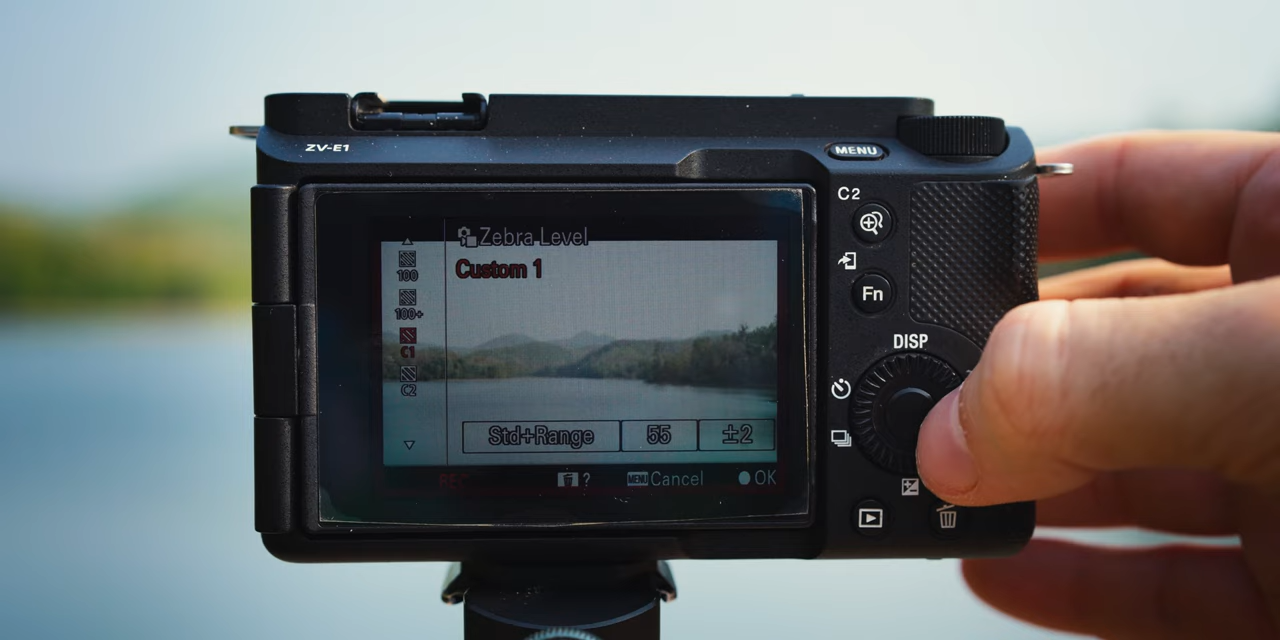 ZV-E1
MENU
C2
Fn
DISP
Zebra Level
Custom 1
100
100+
C1
C2
Std+Range 55 ±2
REC
? MENU Cancel OK